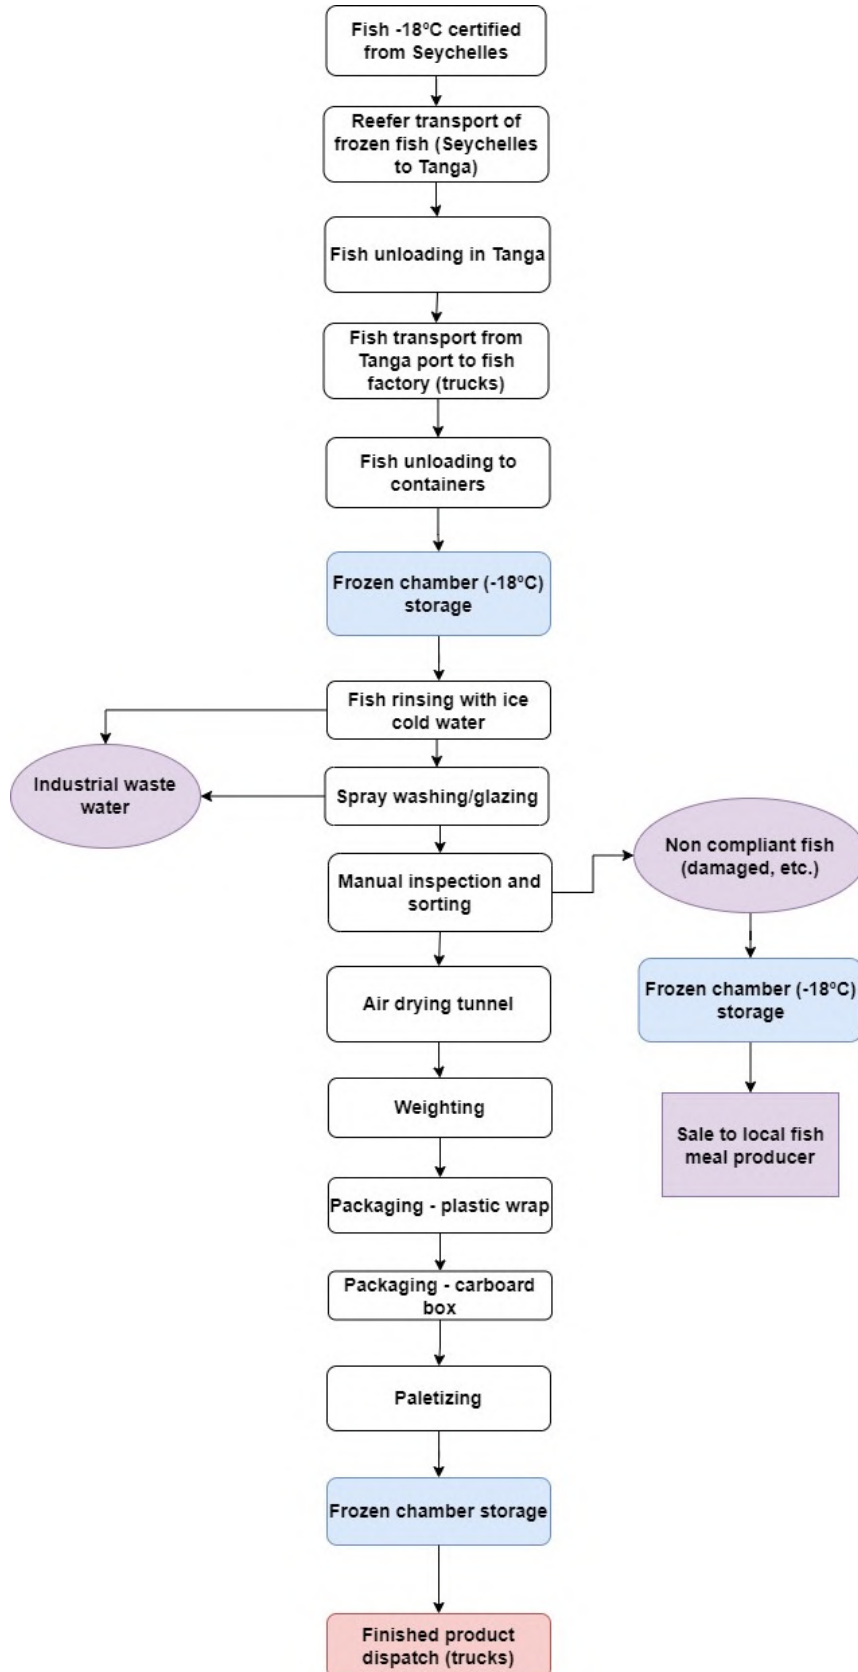 Fish -18ºC certified
from Seychelles
Reefer transport of
frozen fish (Seychelles
to Tanga)
Fish unloading in Tanga
Fish transport from
Tanga port to fish
factory (trucks)
Fish unloading to
containers
Frozen chamber (-18ºC)
storage
Fish rinsing with ice
cold water
Industrial waste
water
Spray washing/glazing
Manual inspection and
sorting
Non compliant fish
(damaged, etc.)
Frozen chamber (-18ºC)
storage
Sale to local fish
meal producer
Air drying tunnel
Weighting
Packaging - plastic wrap
Packaging - carboard
box
Paletizing
Frozen chamber storage
Finished product
dispatch (trucks)